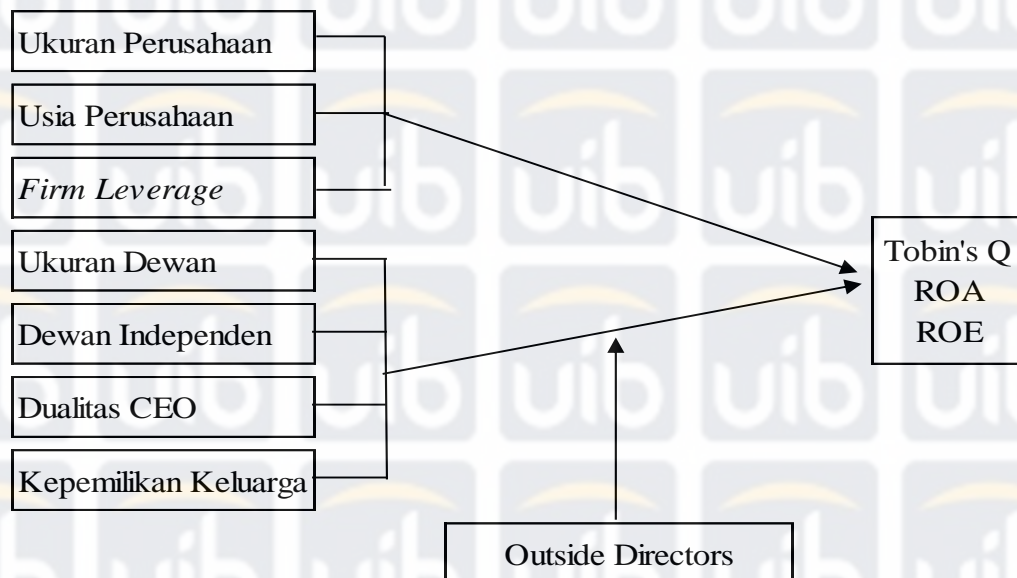 Ukuran Perusahaan
Usia Perusahaan
Firm Leverage
Ukuran Dewan
Dewan Independen
Dualitas CEO
Kepemilikan Keluarga
Tobin's Q
ROA
ROE
Outside Directors
uib